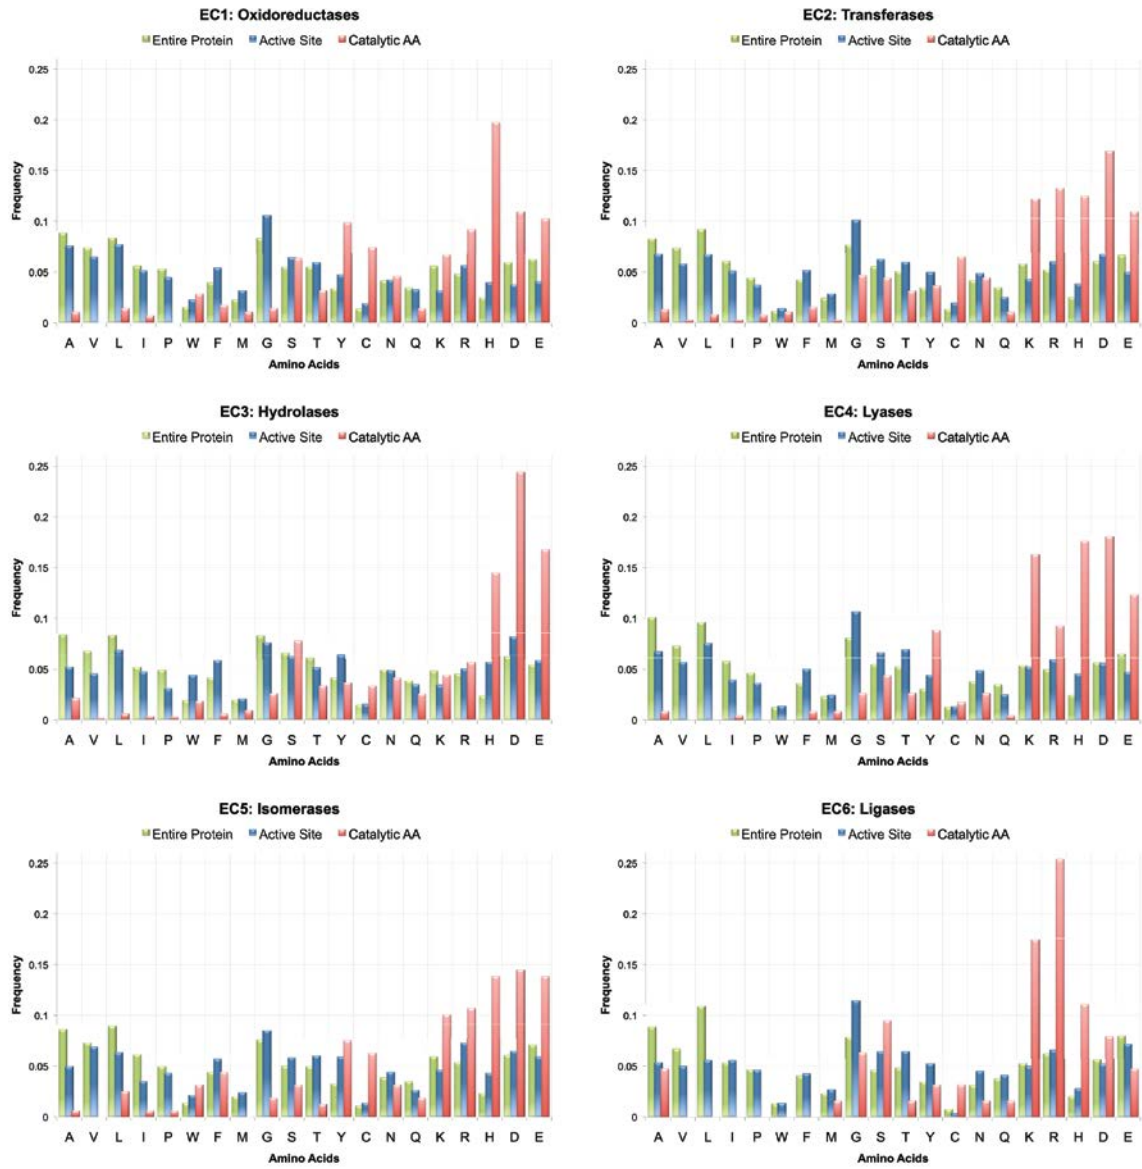 EC1: Oxidoreductases
Entire Protein Active Site Catalytic AA
0.25
0.2
0.15
0.1
0.05
0
Frequency
A V L I P W F M G S T Y C N Q K R H D E
Amino Acids
EC2: Transferases
Entire Protein Active Site Catalytic AA
0.25
0.2
0.15
0.1
0.05
0
Frequency
A V L I P W F M G S T Y C N Q K R H D E
Amino Acids
EC3: Hydrolases
Entire Protein Active Site Catalytic AA
0.25
0.2
0.15
0.1
0.05
0
Frequency
A V L I P W F M G S T Y C N Q K R H D E
Amino Acids
EC4: Lyases
Entire Protein Active Site Catalytic AA
0.25
0.2
0.15
0.1
0.05
0
Frequency
A V L I P W F M G S T Y C N Q K R H D E
Amino Acids
EC5: Isomerases
Entire Protein Active Site Catalytic AA
0.25
0.2
0.15
0.1
0.05
0
Frequency
A V L I P W F M G S T Y C N Q K R H D E
Amino Acids
EC6: Ligases
Entire Protein Active Site Catalytic AA
0.25
0.2
0.15
0.1
0.05
0
Frequency
A V L I P W F M G S T Y C N Q K R H D E
Amino Acids